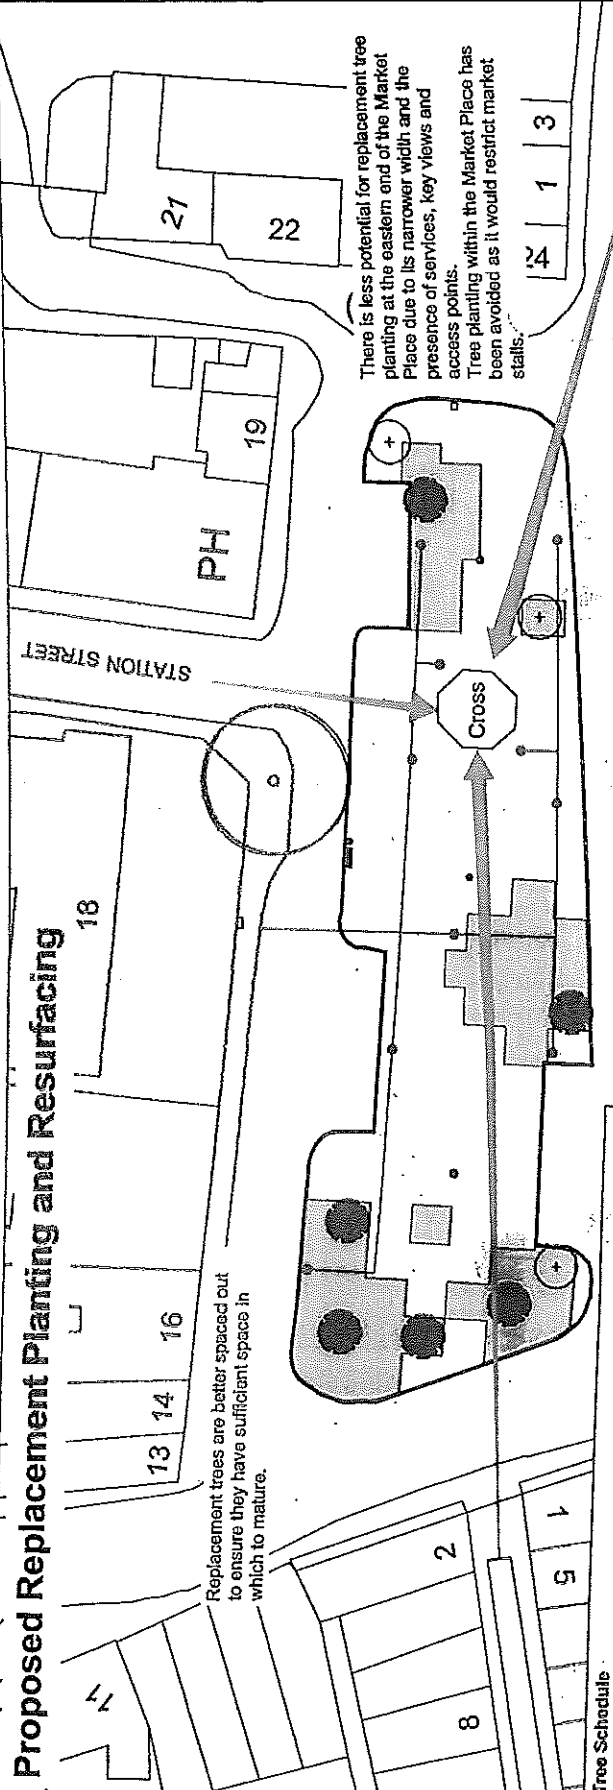 Proposed Replacement Planting and Resurfacing
There is less potential for replacement tree
planting at the eastern end of the Market
Place due to its narrower width and the
presence of services, key views and
access points.
Tree planting within the Market Place has
been avoided as it would restrict market
stalls.
Replacement trees are better spaced out
to ensure they have sufficient space in
which to mature.
STATION STREET
Cross
PH
11
13
14
16
18
19
21
22
24
1
3
2
8
1
5
Tree Schedule